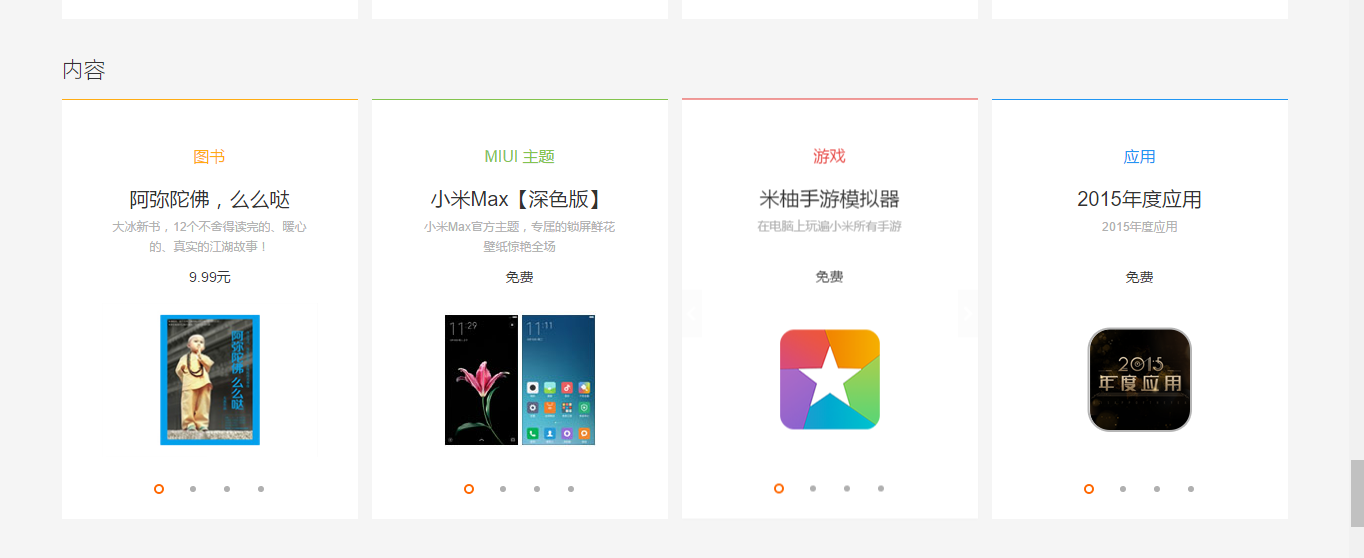 内容
图书
阿弥陀佛，么么哒
大冰新书，12个不舍得读完的、暖心
的、真实的江湖故事！
9.99元
阿弥陀佛 么么哒
MIUI 主题
小米Max【深色版】
小米Max官方主题，专属的锁屏鲜花
壁纸惊艳全场
免费
11:29
11:11
游戏
米柚手游模拟器
在电脑上玩遍小米所有手游
免费
应用
2015年度应用
2015年度应用
免费
2015
年度应用